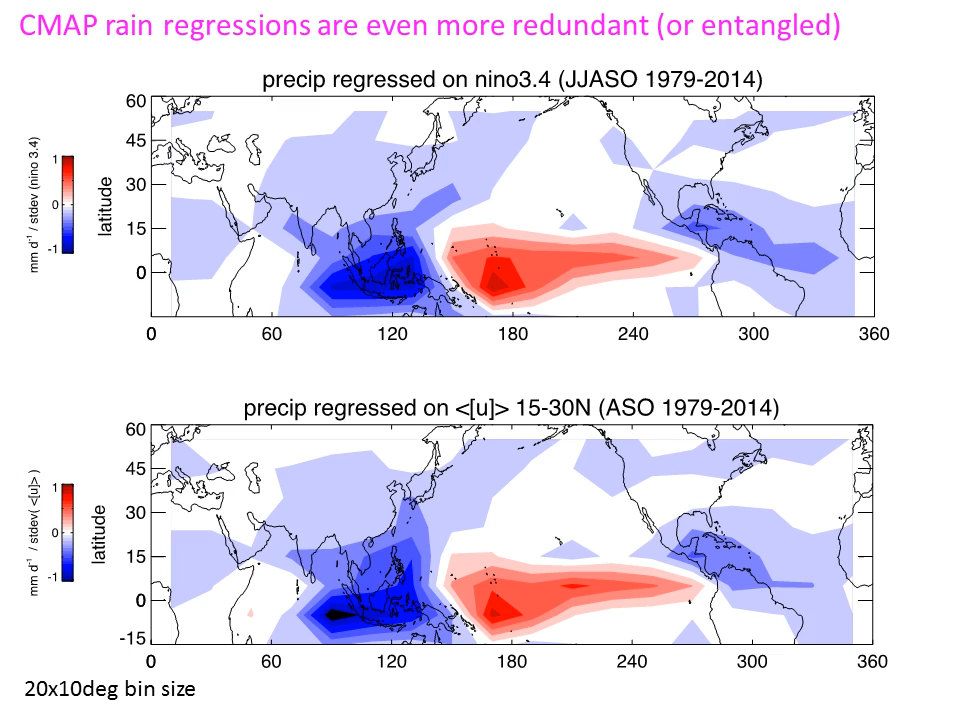 CMAP rain regressions are even more redundant (or entangled)
precip regressed on nino3.4 (JJASO 1979-2014)
mm d⁻¹ / stdev (nino 3.4)
1
0
-1
latitude
60
45
30
15
0
0 60 120 180 240 300 360
precip regressed on <[u]> 15-30N (ASO 1979-2014)
mm d⁻¹ / stdev( <[u]> )
1
0
-1
latitude
60
45
30
15
0
-15
0 60 120 180 240 300 360
20x10deg bin size